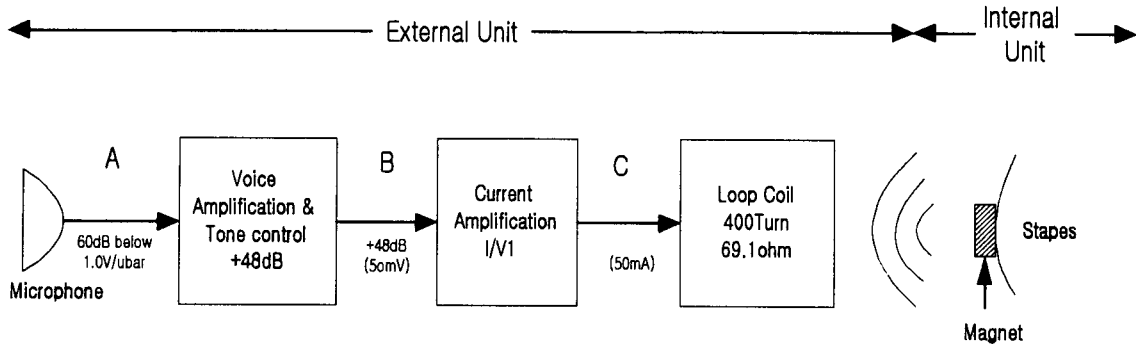 External Unit
Internal
Unit
A
B
C
Voice
Amplification &
Tone control
+48dB
Current
Amplification
I/V1
Loop Coil
400Turn
69.1ohm
60dB below
1.0V/ubar
+48dB
(5omV)
(50mA)
Microphone
Stapes
Magnet